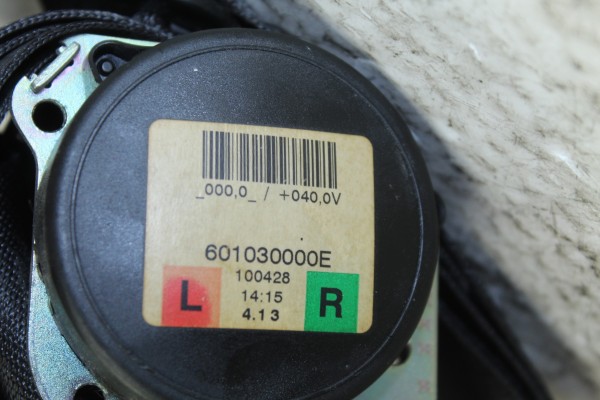 _000,0_ / +040,0V
601030000E
100428
L 14:15 R
4.13